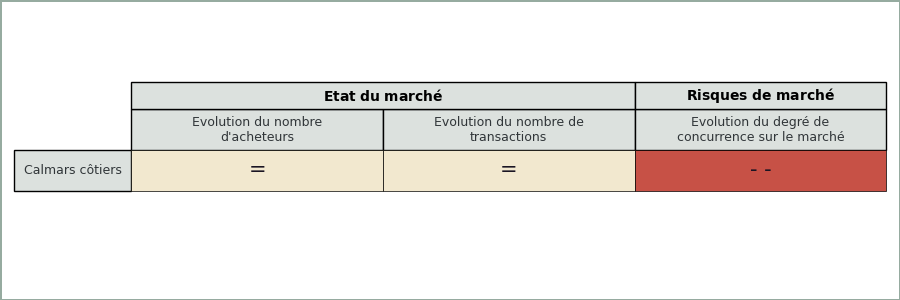 Etat du marché
Risques de marché
Evolution du nombre
d'acheteurs
Evolution du nombre de
transactions
Evolution du degré de
concurrence sur le marché
Calmars côtiers
=
=
- -